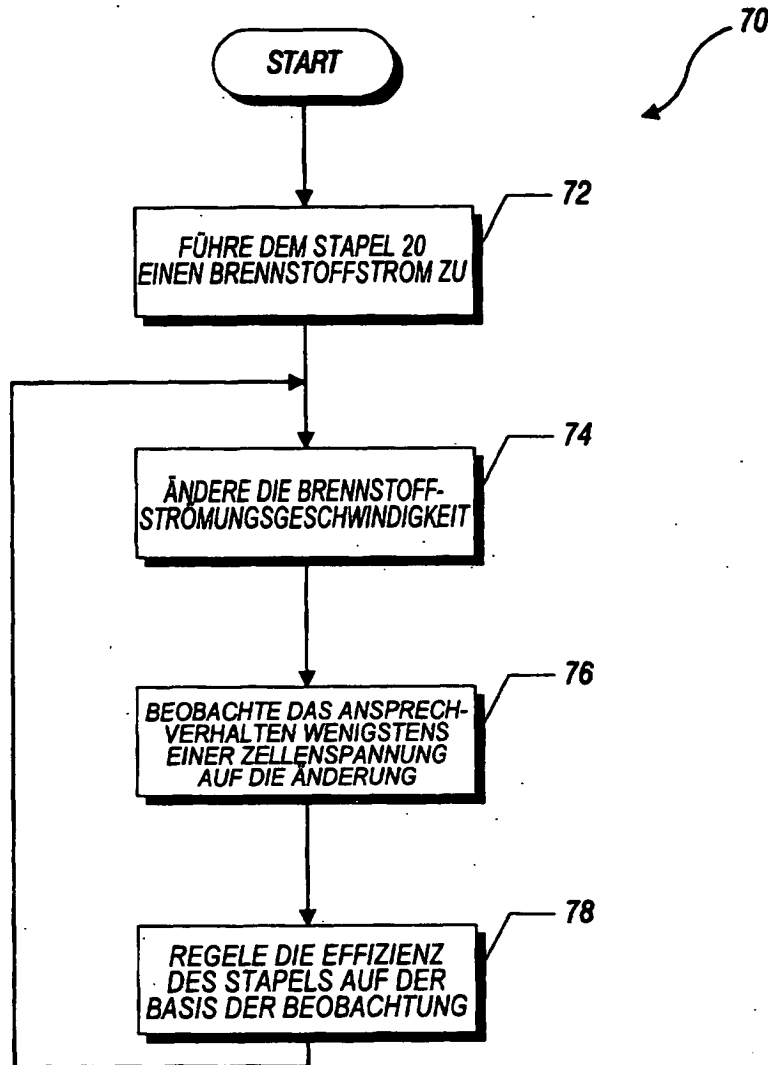 70
START
72
FÜHRE DEM STAPEL 20
EINEN BRENNSTOFFSTROM ZU
74
ÄNDERE DIE BRENNSTOFF-
STRÖMUNGSGESCHWINDIGKEIT
76
BEOBACHTE DAS ANSPRECH-
VERHALTEN WENIGSTENS
EINER ZELLENSPANNUNG
AUF DIE ÄNDERUNG
78
REGELE DIE EFFIZIENZ
DES STAPELS AUF DER
BASIS DER BEOBACHTUNG